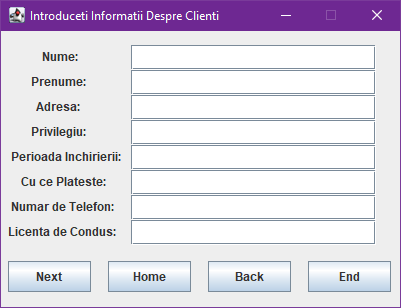 Introduceti Informatii Despre Clienti
Nume:
Prenume:
Adresa:
Privilegiu:
Perioada Inchirierii:
Cu ce Plateste:
Numar de Telefon:
Licenta de Condus:
Next Home Back End